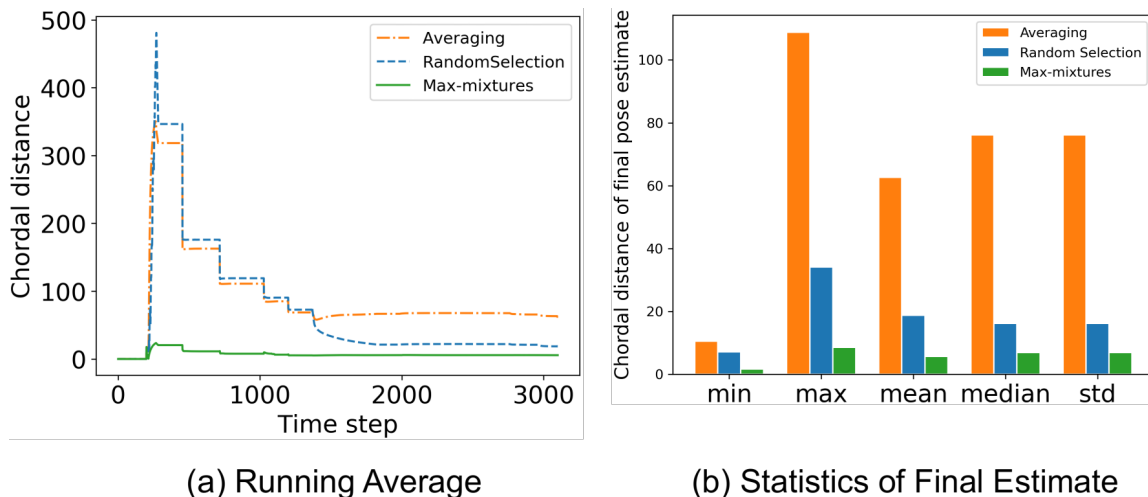 500
400
300
200
100
0
Chordal distance
0 1000 2000 3000
Time step
Averaging
RandomSelection
Max-mixtures
(a) Running Average
100
80
60
40
20
0
Chordal distance of final pose estimate
min max mean median std
Averaging
Random Selection
Max-mixtures
(b) Statistics of Final Estimate